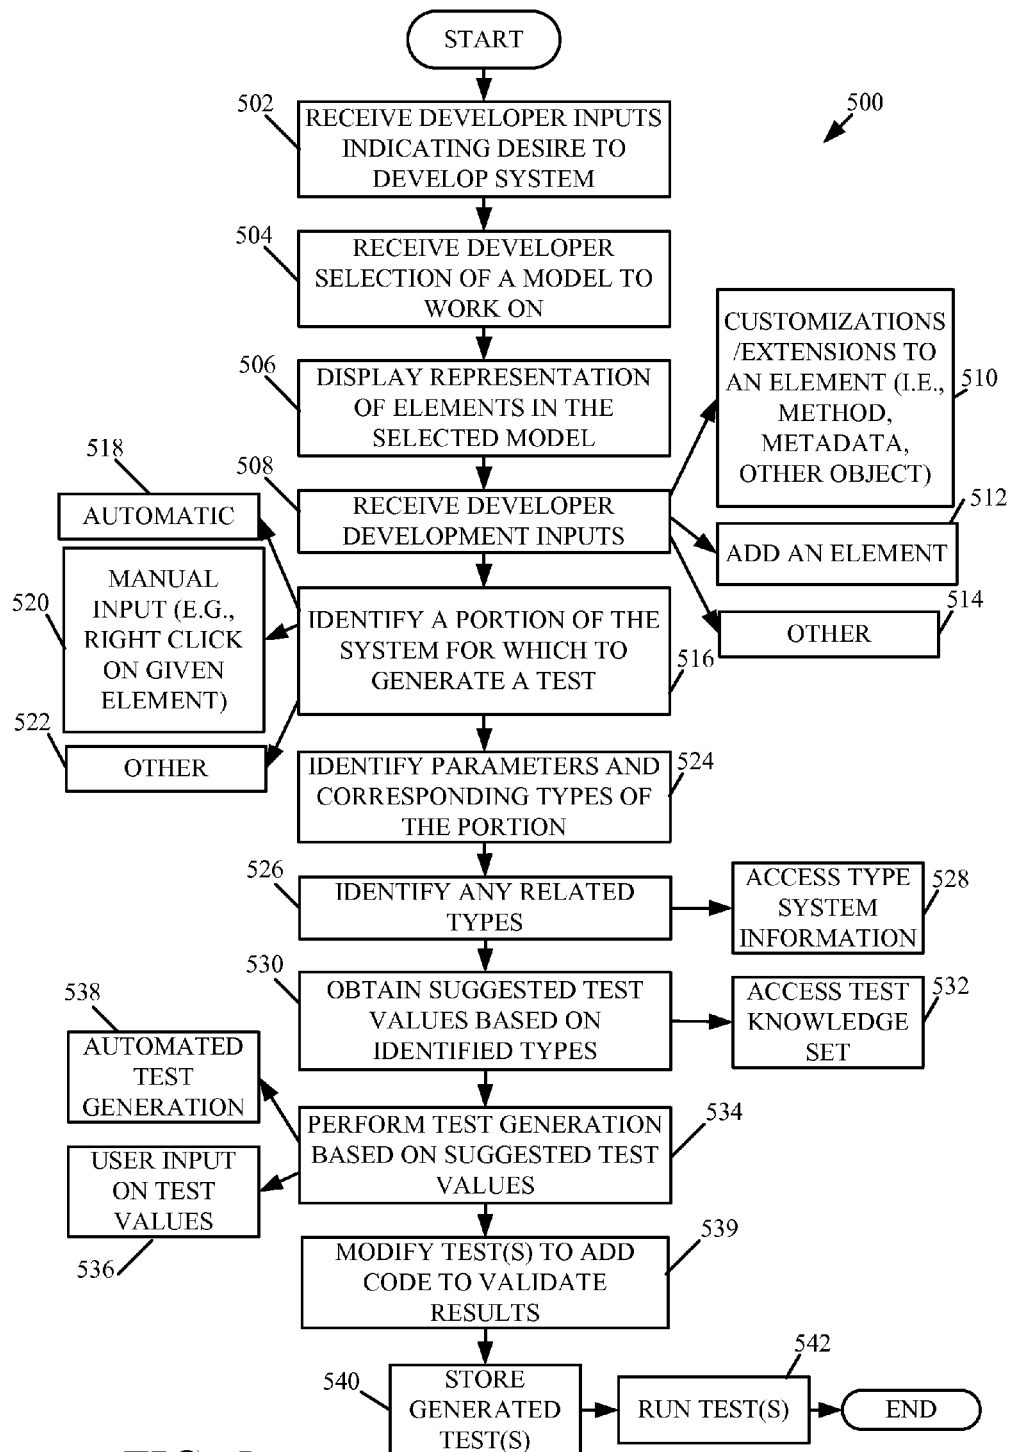 START
502
RECEIVE DEVELOPER INPUTS
INDICATING DESIRE TO
DEVELOP SYSTEM
500
504
RECEIVE DEVELOPER
SELECTION OF A MODEL TO
WORK ON
506
DISPLAY REPRESENTATION
OF ELEMENTS IN THE
SELECTED MODEL
CUSTOMIZATIONS
/EXTENSIONS TO
AN ELEMENT (I.E.,
METHOD,
METADATA,
OTHER OBJECT)
510
508
RECEIVE DEVELOPER
DEVELOPMENT INPUTS
512
ADD AN ELEMENT
514
OTHER
518
AUTOMATIC
520
MANUAL
INPUT (E.G.,
RIGHT CLICK
ON GIVEN
ELEMENT)
522
OTHER
IDENTIFY A PORTION OF THE
SYSTEM FOR WHICH TO
GENERATE A TEST
516
IDENTIFY PARAMETERS AND
CORRESPONDING TYPES OF
THE PORTION
524
526
IDENTIFY ANY RELATED
TYPES
ACCESS TYPE
SYSTEM
INFORMATION
528
530
OBTAIN SUGGESTED TEST
VALUES BASED ON
IDENTIFIED TYPES
ACCESS TEST
KNOWLEDGE
SET
532
538
AUTOMATED
TEST
GENERATION
PERFORM TEST GENERATION
BASED ON SUGGESTED TEST
VALUES
534
USER INPUT
ON TEST
VALUES
536
MODIFY TEST(S) TO ADD
CODE TO VALIDATE
RESULTS
539
540
STORE
GENERATED
TEST(S)
542
RUN TEST(S)
END